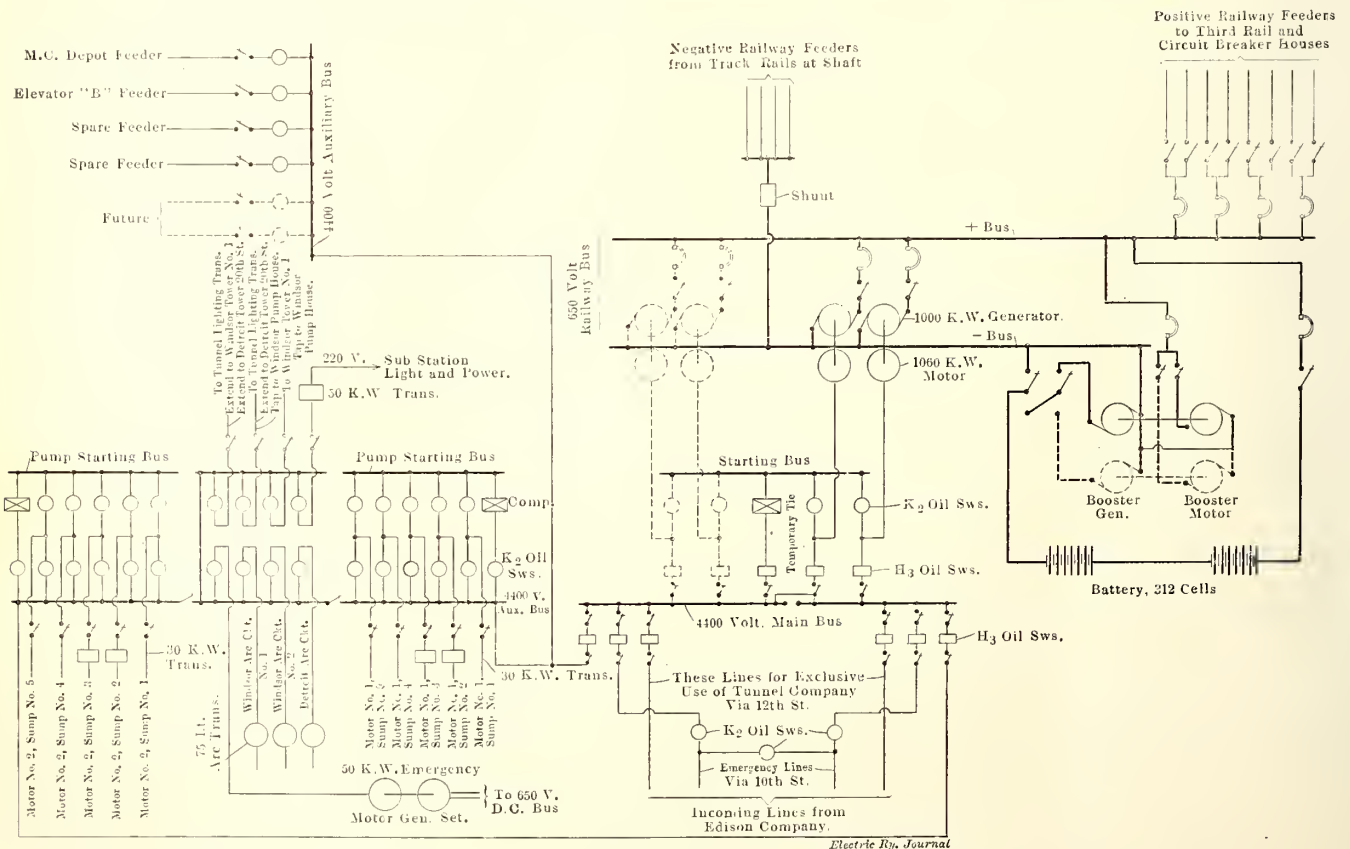 Positive Railway Feeders
to Third Rail and
Circuit Breaker Houses
Negative Railway Feeders
from Track Rails at Shaft
M.C. Depot Feeder
Elevator "B" Feeder
Spare Feeder
Spare Feeder
Future
4400 Volt Auxiliary Bus
Shunt
+ Bus
650 Volt
Railway Bus
1000 K.W. Generator.
- Bus
1060 K.W.
Motor
To Tunnel Lighting Trans.
Extend to Windsor Tower No. 1
Extend to Detroit Tower 20th St.
To Tunnel Lighting Trans.
Extend to Detroit Tower 20th St.
Tap to Windsor Pump House.
To Windsor Tower No. 1
Tap to Windsor
Pump House.
220 V.
Sub Station
Light and Power.
50 K.W Trans.
Pump Starting Bus
Pump Starting Bus
Starting Bus
Comp.
K2 Oil Sws.
Temporary Tie
K2 Oil
Sws.
H3 Oil Sws.
Booster
Gen.
Booster
Motor
Battery, 312 Cells
4400 V.
Aux. Bus
4400 Volt. Main Bus
H3 Oil Sws.
30 K.W.
Trans.
30 K.W. Trans.
Motor No. 2, Sump No. 5
Motor No. 2, Sump No. 4
Motor No. 2, Sump No. 3
Motor No. 2, Sump No. 2
Motor No. 2, Sump No. 1
75 Lt.
Arc Trans.
Windsor Arc Ckt.
No. 1
Windsor Arc Ckt.
No. 2
Detroit Arc Ckt.
Motor No. 1,
Sump No. 5
Motor No. 1,
Sump No. 4
Motor No. 1,
Sump No. 3
Motor No. 1,
Sump No. 2
Motor No. 1,
Sump No. 1
These Lines for Exclusive
Use of Tunnel Company
Via 12th St.
K2 Oil Sws.
Emergency Lines
Via 10th St.
50 K.W. Emergency
Motor Gen. Set.
To 650 V.
D.C. Bus
Incoming Lines from
Edison Company.
Electric Ry. Journal